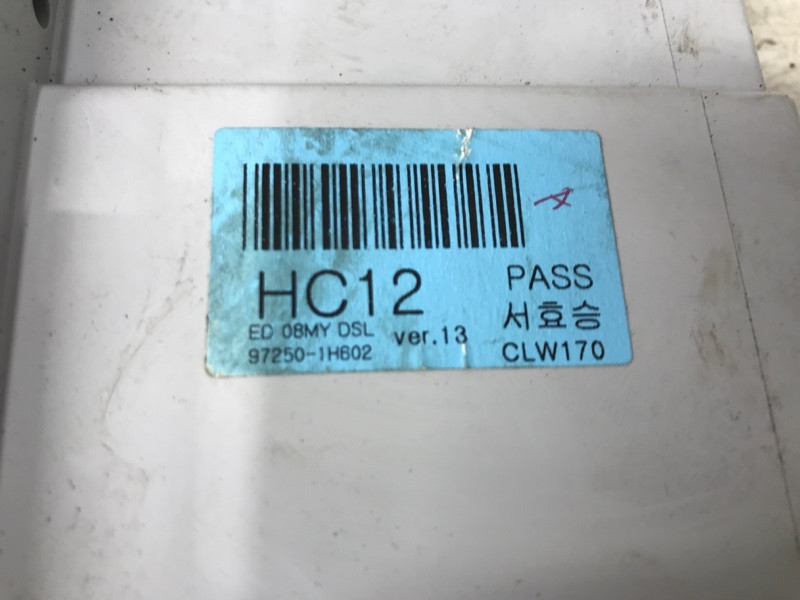 HC12
PASS
ED 08MY DSL
ver.13
서효승
97250-1H602
CLW170